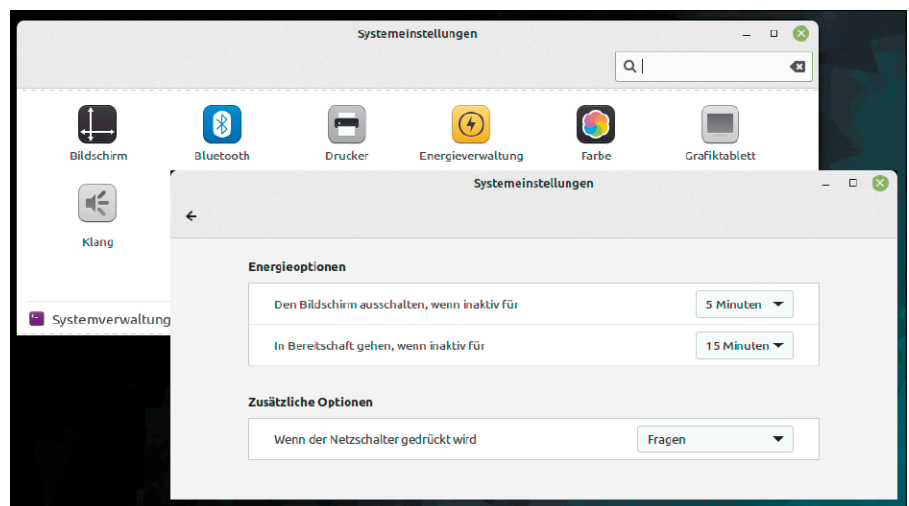 Systemeinstellungen
Bildschirm
Bluetooth
Drucker
Energieverwaltung
Farbe
Grafiktablett
Klang
Systemverwaltung
Systemeinstellungen
Energieoptionen
Den Bildschirm ausschalten, wenn inaktiv für
5 Minuten
In Bereitschaft gehen, wenn inaktiv für
15 Minuten
Zusätzliche Optionen
Wenn der Netzschalter gedrückt wird
Fragen